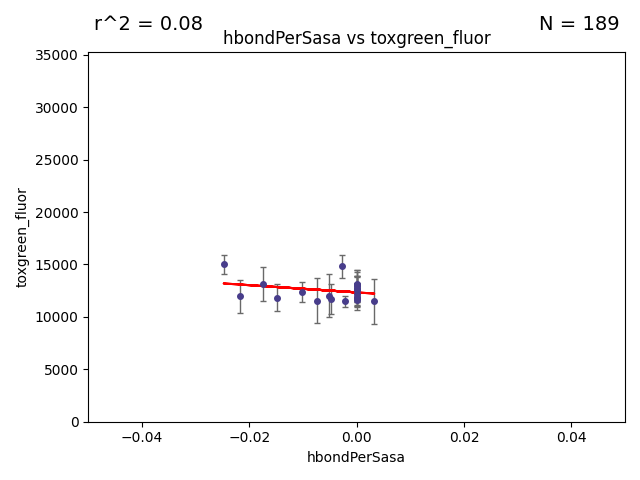 r^2 = 0.08
N = 189
hbondPerSasa vs toxgreen_fluor
35000
30000
25000
20000
15000
10000
5000
0
toxgreen_fluor
−0.04
−0.02
0.00
0.02
0.04
hbondPerSasa